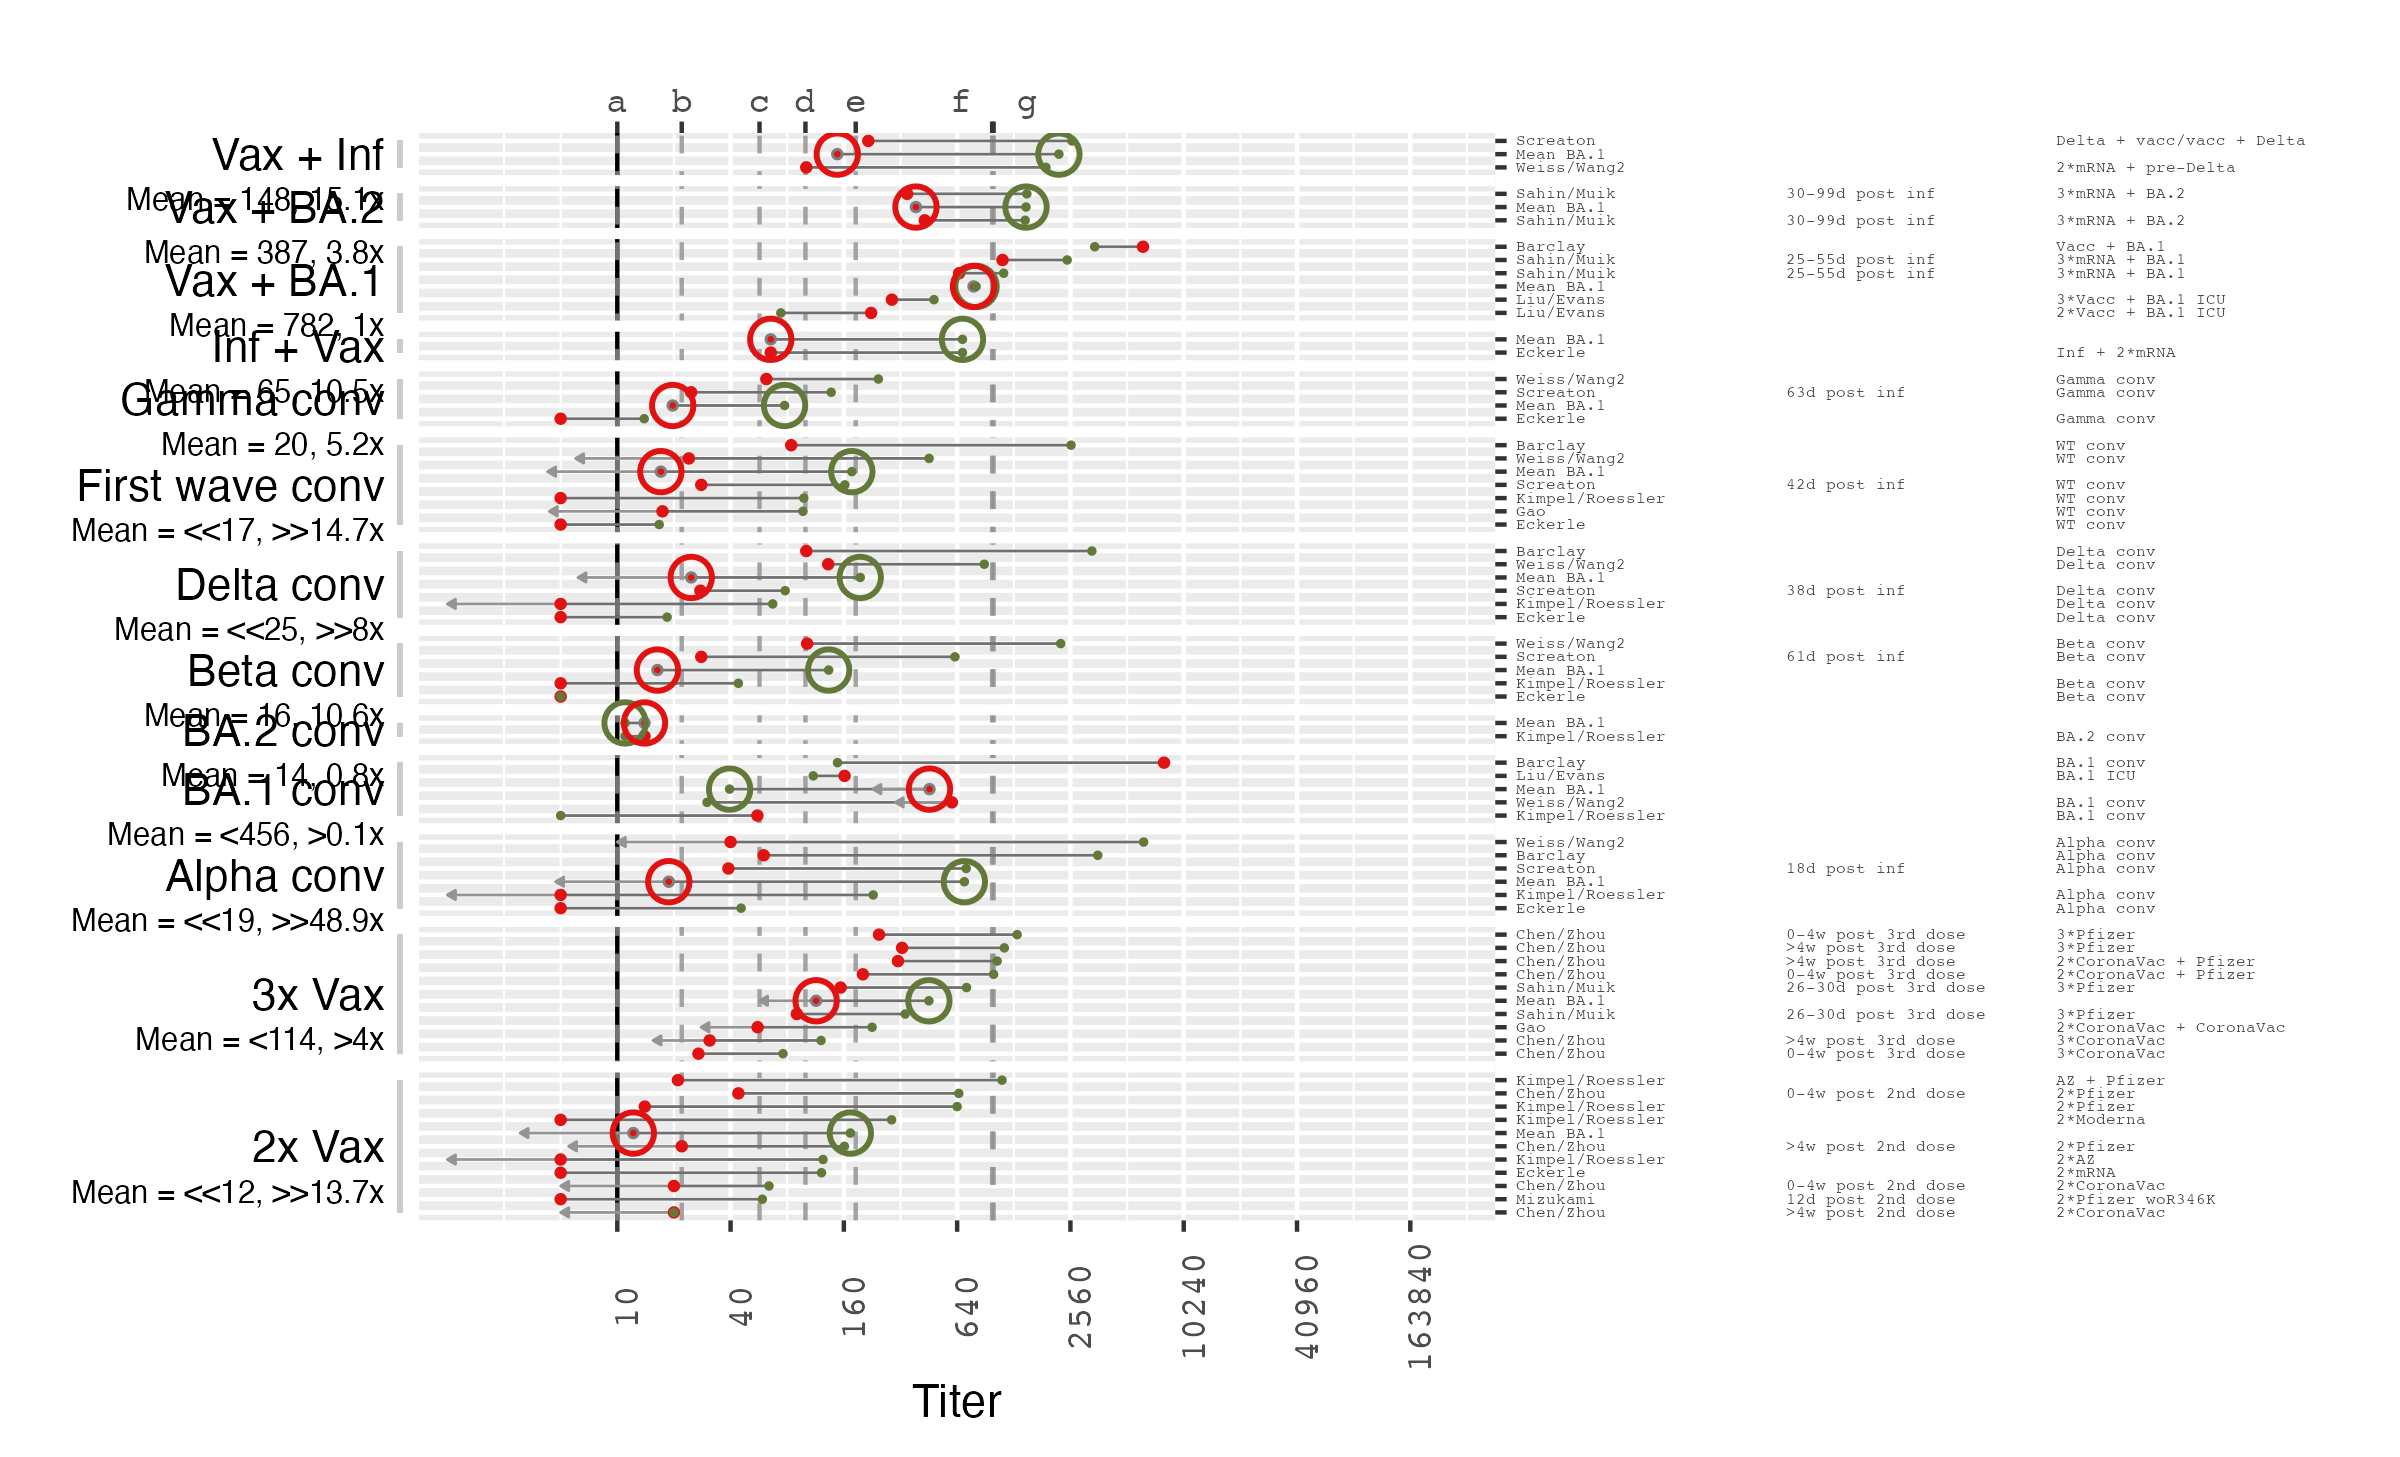 a b c d e f g
Vax + Inf
Mean = 148, 15.1x
Screaton Delta + vacc/vacc + Delta
Mean BA.1
Weiss/Wang2 2*mRNA + pre-Delta
Vax + BA.2
Mean = 387, 3.8x
Sahin/Muik 30-99d post inf 3*mRNA + BA.2
Mean BA.1
Sahin/Muik 30-99d post inf 3*mRNA + BA.2
Vax + BA.1
Mean = 782, 1x
Barclay Vacc + BA.1
Sahin/Muik 25-55d post inf 3*mRNA + BA.1
Sahin/Muik 25-55d post inf 3*mRNA + BA.1
Mean BA.1
Liu/Evans 3*Vacc + BA.1 ICU
Liu/Evans 2*Vacc + BA.1 ICU
Inf + Vax
Mean = 65, 10.5x
Mean BA.1
Eckerle Inf + 2*mRNA
Gamma conv
Mean = 20, 5.2x
Weiss/Wang2 Gamma conv
Screaton 63d post inf Gamma conv
Mean BA.1
Eckerle Gamma conv
First wave conv
Mean = <<17, >>14.7x
Barclay WT conv
Weiss/Wang2 WT conv
Mean BA.1
Screaton 42d post inf WT conv
Kimpel/Roessler WT conv
Gao WT conv
Eckerle WT conv
Delta conv
Mean = <<25, >>8x
Barclay Delta conv
Weiss/Wang2 Delta conv
Mean BA.1
Screaton 38d post inf Delta conv
Kimpel/Roessler Delta conv
Eckerle Delta conv
Beta conv
Mean = 16, 10.6x
Weiss/Wang2 Beta conv
Screaton 61d post inf Beta conv
Mean BA.1
Kimpel/Roessler Beta conv
Eckerle Beta conv
BA.2 conv
Mean = 14, 0.8x
Mean BA.1
Kimpel/Roessler BA.2 conv
BA.1 conv
Mean = <456, >0.1x
Barclay BA.1 conv
Liu/Evans BA.1 ICU
Mean BA.1
Weiss/Wang2 BA.1 conv
Kimpel/Roessler BA.1 conv
Alpha conv
Mean = <<19, >>48.9x
Weiss/Wang2 Alpha conv
Barclay Alpha conv
Screaton 18d post inf Alpha conv
Mean BA.1
Kimpel/Roessler Alpha conv
Eckerle Alpha conv
3x Vax
Mean = <114, >4x
Chen/Zhou 0-4w post 3rd dose 3*Pfizer
Chen/Zhou >4w post 3rd dose 3*Pfizer
Chen/Zhou >4w post 3rd dose 2*CoronaVac + Pfizer
Chen/Zhou 0-4w post 3rd dose 2*CoronaVac + Pfizer
Sahin/Muik 26-30d post 3rd dose 3*Pfizer
Mean BA.1
Sahin/Muik 26-30d post 3rd dose 3*Pfizer
Gao 2*CoronaVac + CoronaVac
Chen/Zhou >4w post 3rd dose 3*CoronaVac
Chen/Zhou 0-4w post 3rd dose 3*CoronaVac
2x Vax
Mean = <<12, >>13.7x
Kimpel/Roessler AZ + Pfizer
Chen/Zhou 0-4w post 2nd dose 2*Pfizer
Kimpel/Roessler 2*Pfizer
Kimpel/Roessler 2*Moderna
Mean BA.1
Chen/Zhou >4w post 2nd dose 2*Pfizer
Kimpel/Roessler 2*AZ
Eckerle 2*mRNA
Chen/Zhou 0-4w post 2nd dose 2*CoronaVac
Mizukami 12d post 2nd dose 2*Pfizer woR346K
Chen/Zhou >4w post 2nd dose 2*CoronaVac
10 40 160 640 2560 10240 40960 163840
Titer